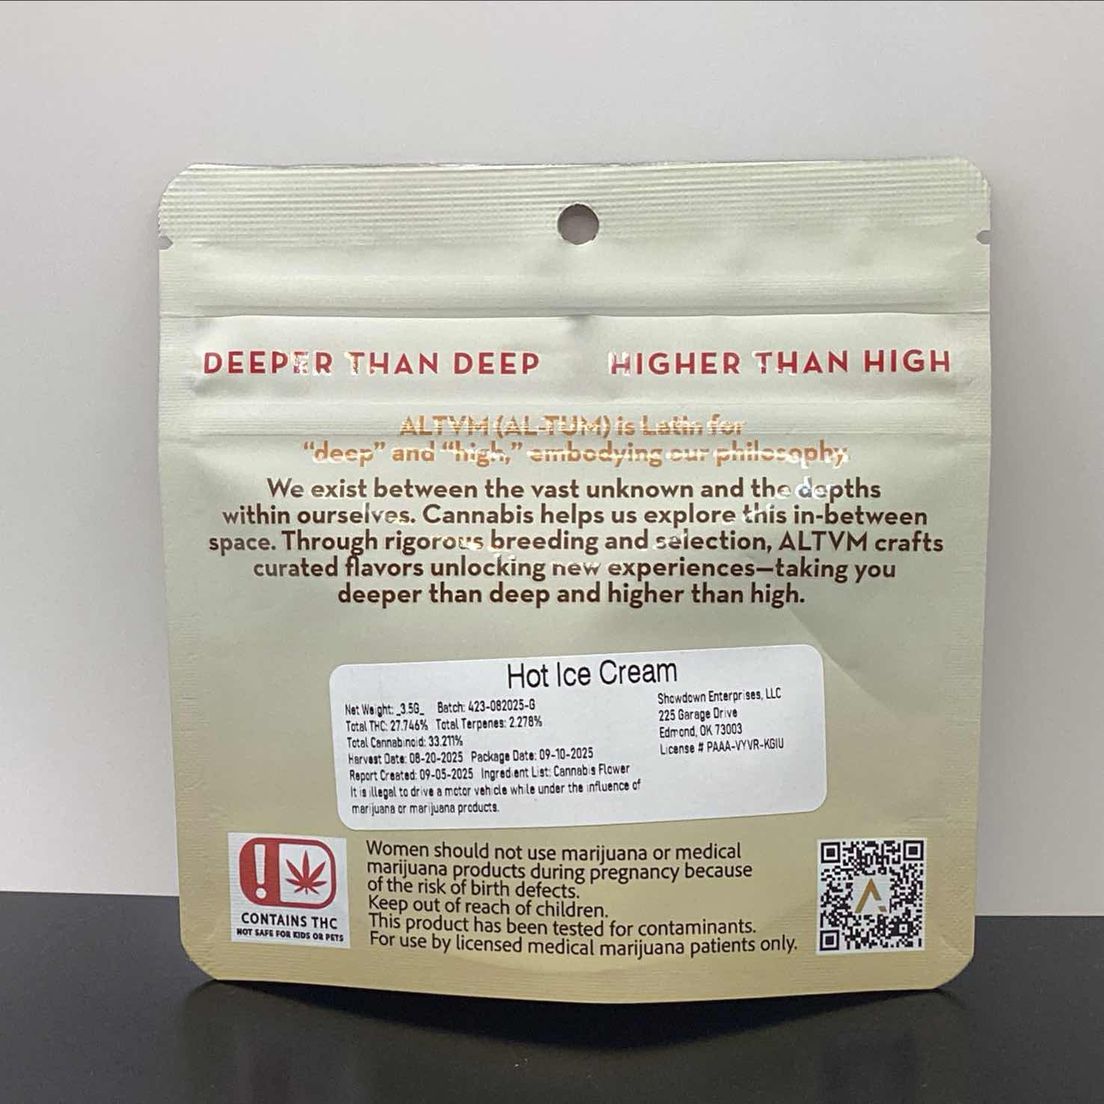 DEEPER THAN DEEP HIGHER THAN HIGH
ALTVM (AL-TUM) is Latin for
“deep” and “high,” embodying our philosophy.
We exist between the vast unknown and the depths
within ourselves. Cannabis helps us explore this in-between
space. Through rigorous breeding and selection, ALTVM crafts
curated flavors unlocking new experiences—taking you
deeper than deep and higher than high.
Hot Ice Cream
Net Weight: _3.5G_ Batch: 423-082025-G
Total THC: 27.746% Total Terpenes: 2.278%
Total Cannabinoid: 33.211%
Harvest Date: 08-20-2025 Package Date: 09-10-2025
Report Created: 09-05-2025 Ingredient List: Cannabis Flower
It is illegal to drive a motor vehicle while under the influence of
marijuana or marijuana products.
Showdown Enterprises, LLC
225 Garage Drive
Edmond, OK 73003
License # PAAA-VYVR-KGIU
CONTAINS THC
NOT SAFE FOR KIDS OR PETS
Women should not use marijuana or medical
marijuana products during pregnancy because
of the risk of birth defects.
Keep out of reach of children.
This product has been tested for contaminants.
For use by licensed medical marijuana patients only.